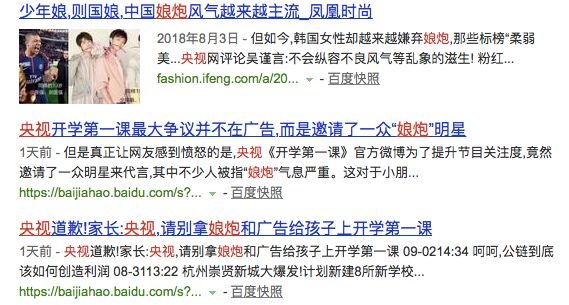 少年娘,则国娘,中国娘炮风气越来越主流_凤凰时尚
2018年8月3日 - 但如今,韩国女性却越来越嫌弃娘炮,那些标榜“柔弱
美...央视网评论吴谨言:不会纵容不良风气等乱象的滋生! 粉红...
fashion.ifeng.com/a/20... - 百度快照
央视开学第一课最大争议并不在广告,而是邀请了一众“娘炮”明星
1天前 - 但是真正让网友感到愤怒的是,央视《开学第一课》官方微博为了提升节目关注度,竟然
邀请了一众明星来代言,其中不少人被指“娘炮”气息严重。这对于小朋...
https://baijiahao.baidu.com/s?... - 百度快照
央视道歉!家长:央视,请别拿娘炮和广告给孩子上开学第一课
1天前 - 央视道歉!家长:央视,请别拿娘炮和广告给孩子上开学第一课 09-0214:34 呵呵,公链到底
该如何创造利润 08-3113:22 杭州崇贤新城大爆发!计划新建8所新学校...
https://baijiahao.baidu.com/s?... - 百度快照